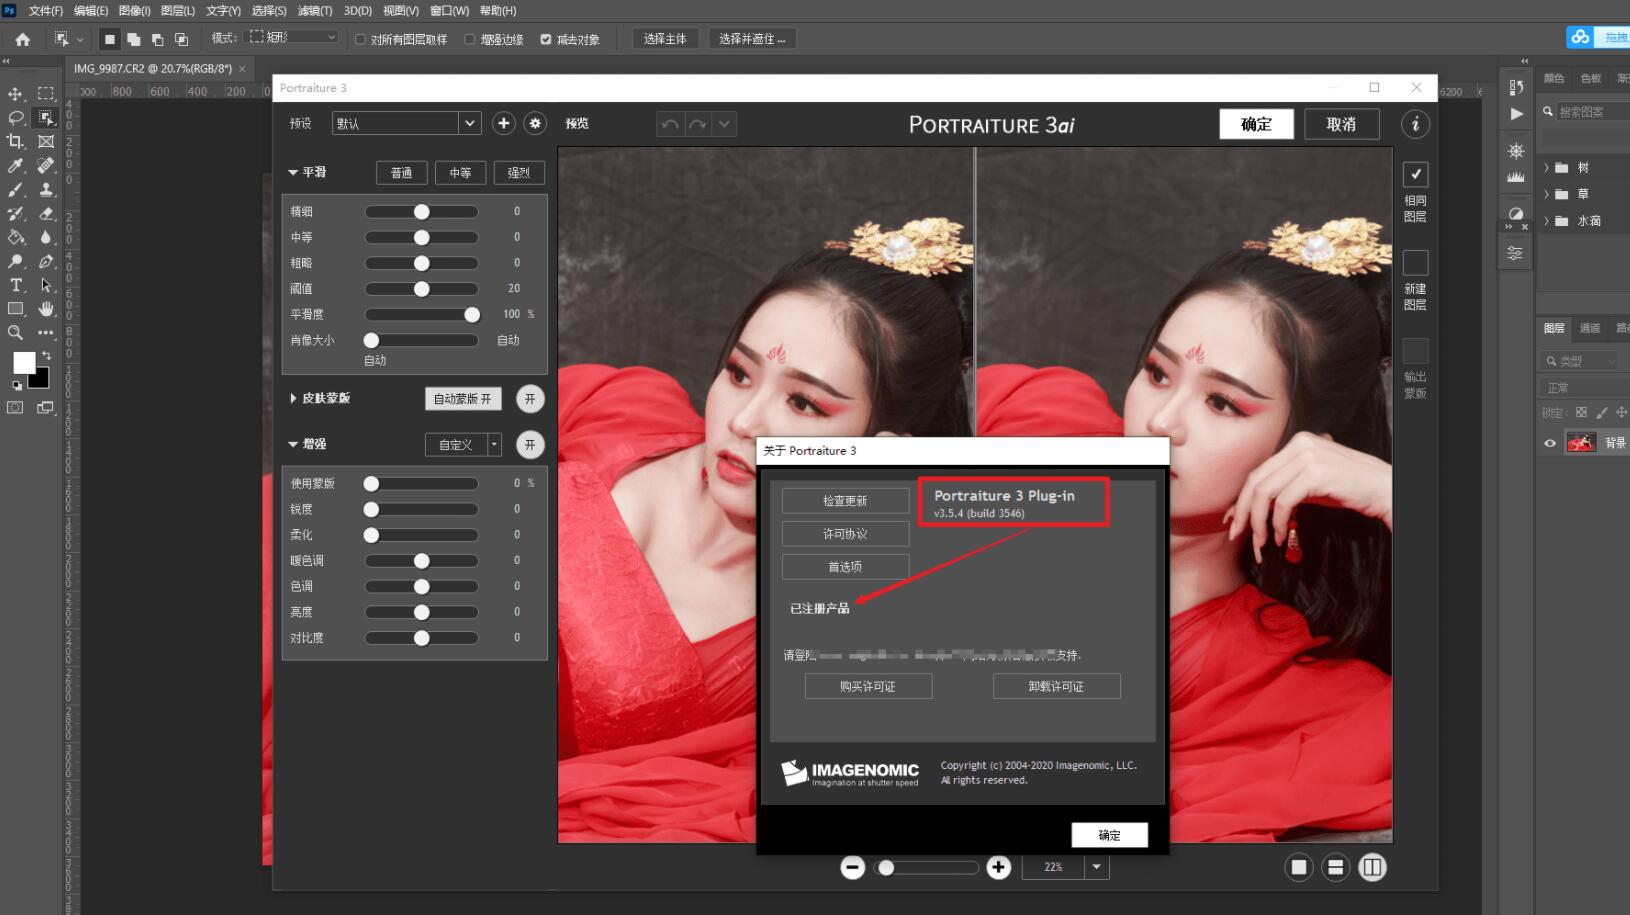 Ps 文件(F) 编辑(E) 图像(I) 图层(L) 文字(Y) 选择(S) 滤镜(T) 3D(D) 视图(V) 窗口(W) 帮助(H)
模式: 矩形 对所有图层取样 增强边缘 减去对象 选择主体 选择并遮住 ...
拖拽
IMG_9987.CR2 @ 20.7%(RGB/8*) ×
800 600 400 200 0
6200
Portraiture 3
预设 默认 预览
PORTRAITURE 3ai
确定 取消
平滑 普通 中等 强烈
精细 0
中等 0
粗略 0
阈值 20
平滑度 100 %
肖像大小 自动
自动
皮肤蒙版 自动蒙版 开 开
增强 自定义 开
使用蒙版 0 %
锐度 0
柔化 0
暖色调 0
色调 0
亮度 0
对比度 0
相同
图层
新建
图层
输出
蒙版
关于 Portraiture 3
检查更新
许可协议
首选项
Portraiture 3 Plug-in
v3.5.4 (build 3546)
已注册产品
请登陆
支持.
购买许可证 卸载许可证
IMAGENOMIC
Imagination at shutter speed
Copyright (c) 2004-2020 Imagenomic, LLC.
All rights reserved.
确定
22%
颜色 色板 渐
搜索图案
树
草
水滴
图层 通道 路
类型
正常
锁定:
背景